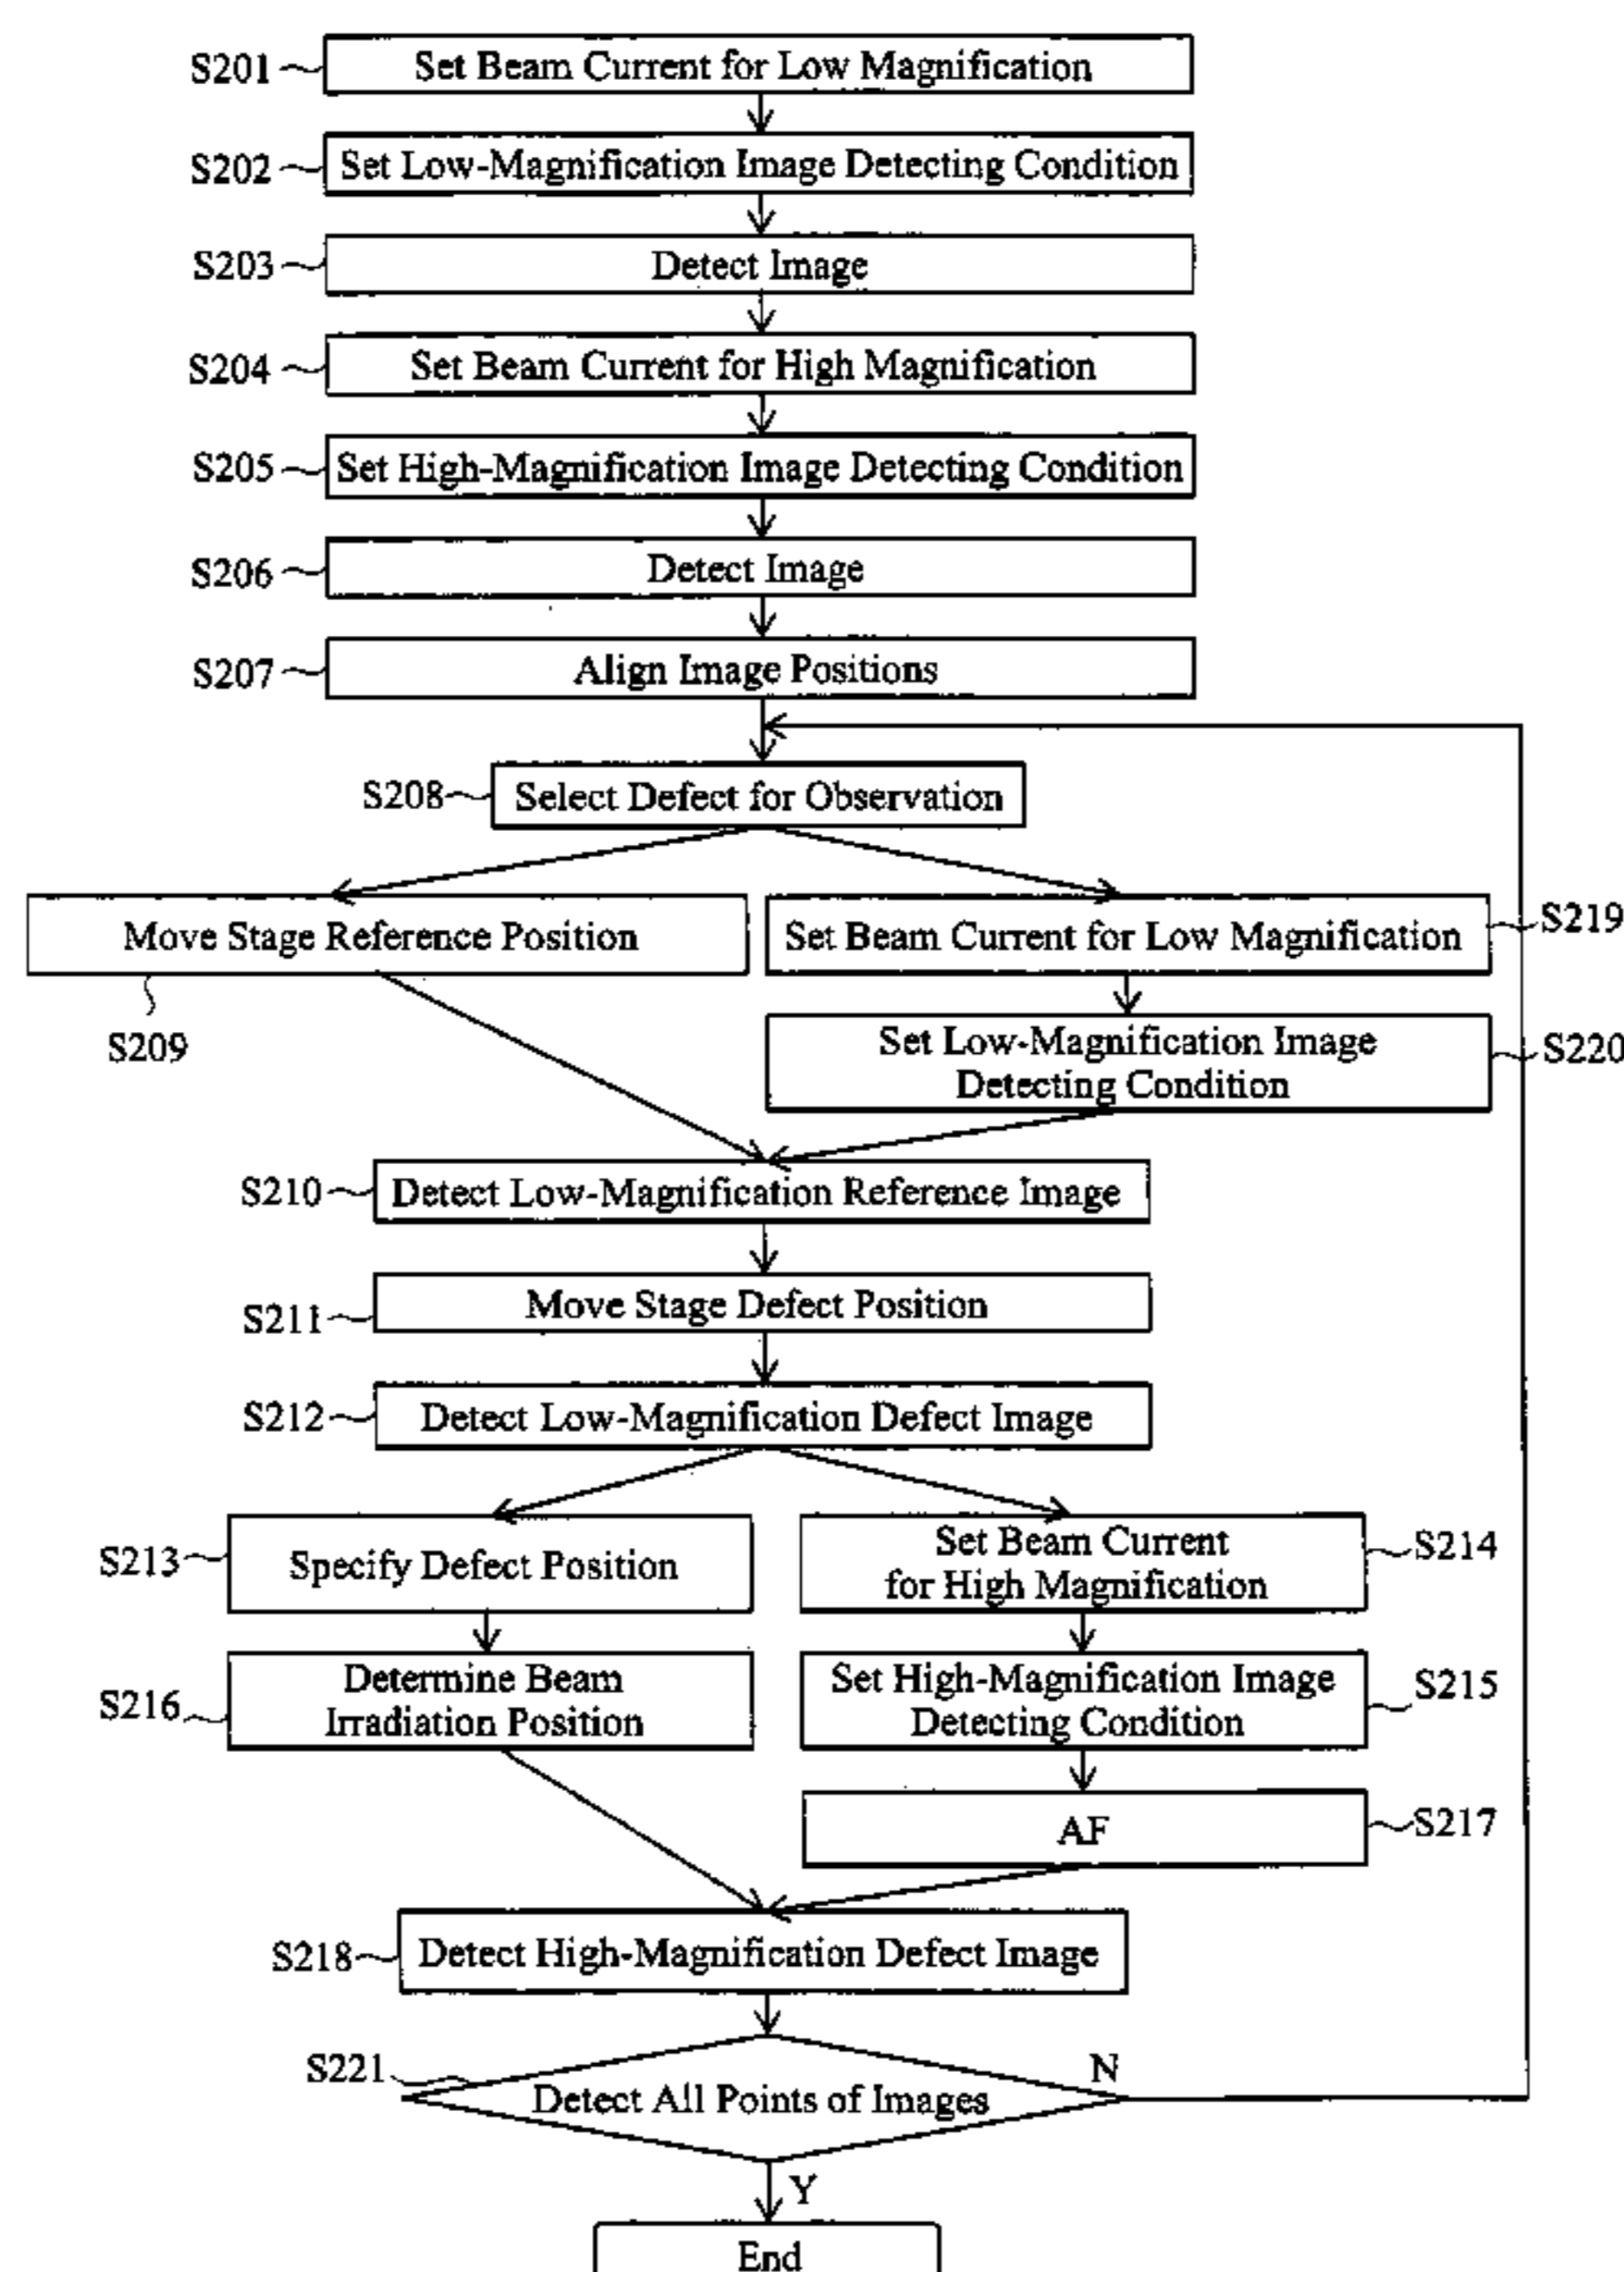 S201
Set Beam Current for Low Magnification
S202
Set Low-Magnification Image Detecting Condition
S203
Detect Image
S204
Set Beam Current for High Magnification
S205
Set High-Magnification Image Detecting Condition
S206
Detect Image
S207
Align Image Positions
S208
Select Defect for Observation
Move Stage Reference Position
S209
Set Beam Current for Low Magnification
S219
Set Low-Magnification Image
Detecting Condition
S220
S210
Detect Low-Magnification Reference Image
S211
Move Stage Defect Position
S212
Detect Low-Magnification Defect Image
S213
Specify Defect Position
Set Beam Current
for High Magnification
S214
S216
Determine Beam
Irradiation Position
Set High-Magnification Image
Detecting Condition
S215
AF
S217
S218
Detect High-Magnification Defect Image
S221
Detect All Points of Images
N
Y
End